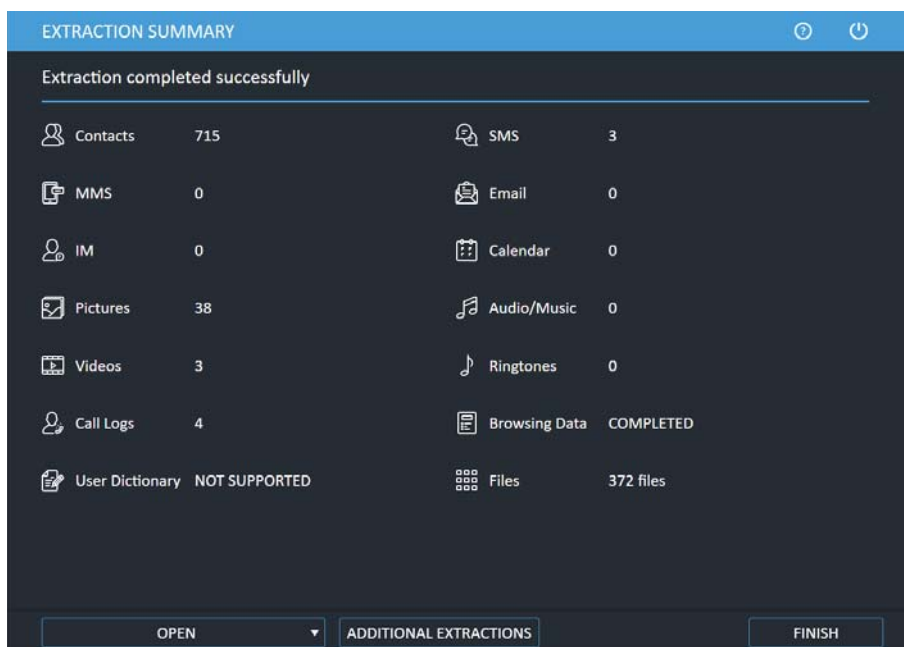 EXTRACTION SUMMARY
Extraction completed successfully
Contacts 715 SMS 3
MMS 0 Email 0
IM 0 Calendar 0
Pictures 38 Audio/Music 0
Videos 3 Ringtones 0
Call Logs 4 Browsing Data COMPLETED
User Dictionary NOT SUPPORTED Files 372 files
OPEN ADDITIONAL EXTRACTIONS FINISH